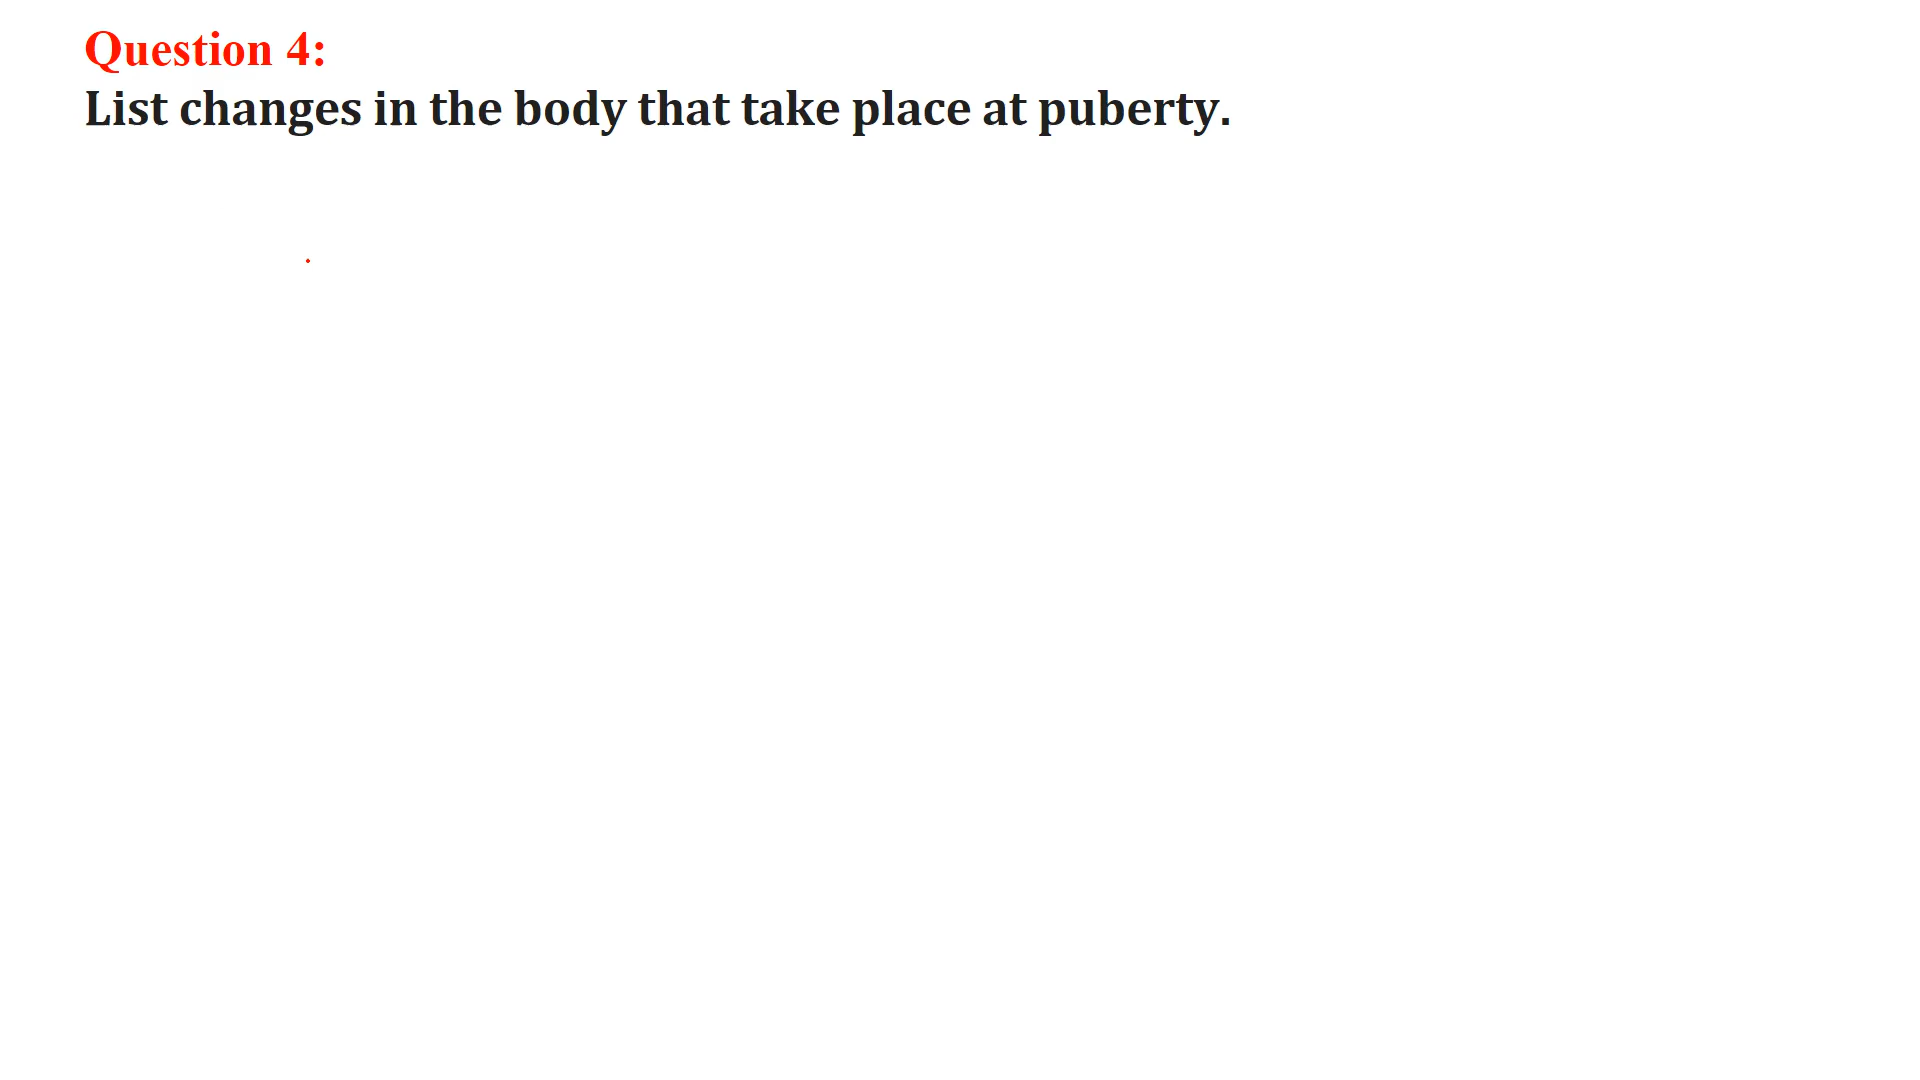 Question 4:
List changes in the body that take place at puberty.